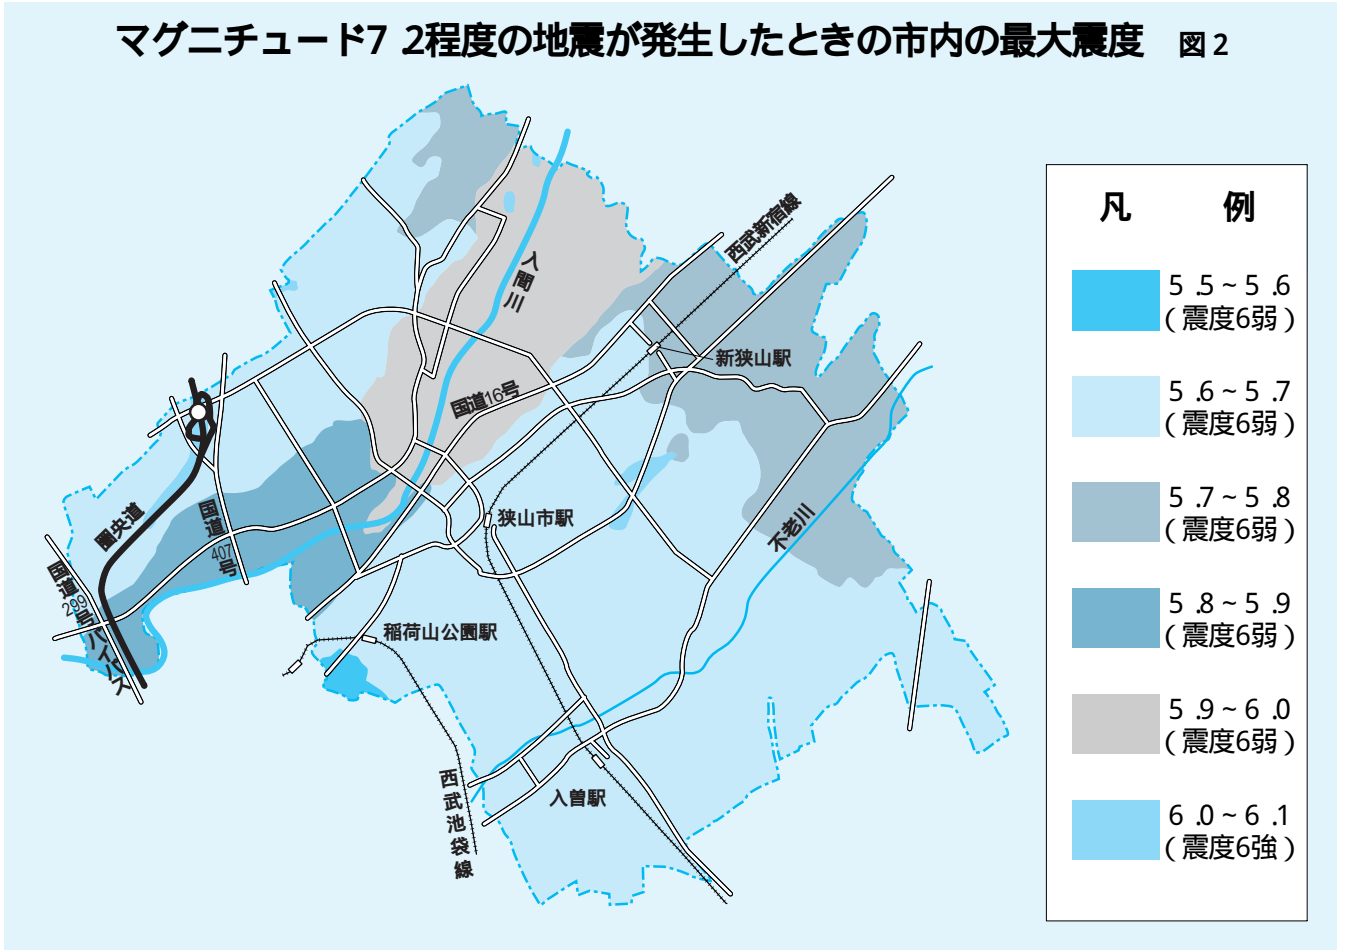 マグニチュード7.2程度の地震が発生したときの市内の最大震度 図2
凡 例
5.5~5.6
(震度6弱)
5.6~5.7
(震度6弱)
5.7~5.8
(震度6弱)
5.8~5.9
(震度6弱)
5.9~6.0
(震度6弱)
6.0~6.1
(震度6強)
西武新宿線
入間川
新狭山駅
国道16号
圏央道
国道407号
狭山市駅
不老川
国道299号バイパス
稲荷山公園駅
西武池袋線
入曽駅